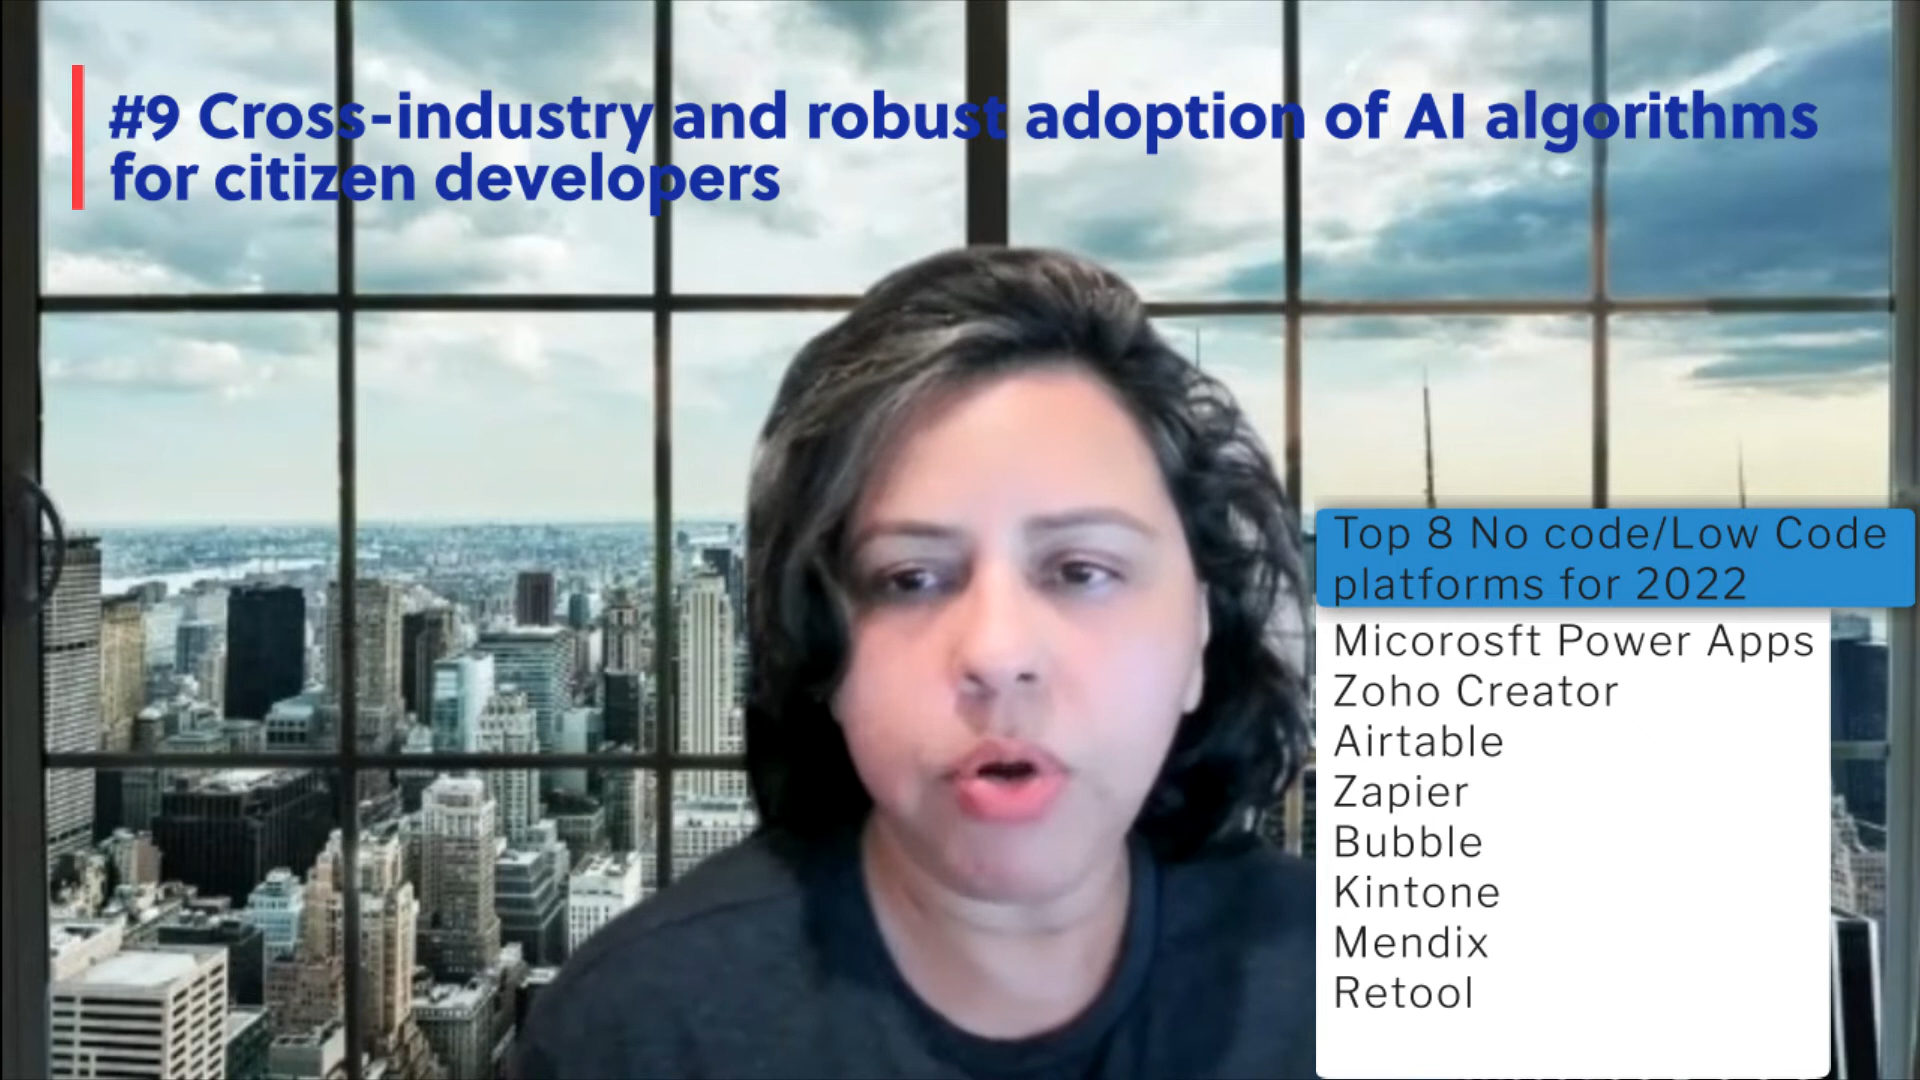 #9 Cross-industry and robust adoption of AI algorithms
for citizen developers
Top 8 No code/Low Code
platforms for 2022
Micorosft Power Apps
Zoho Creator
Airtable
Zapier
Bubble
Kintone
Mendix
Retool